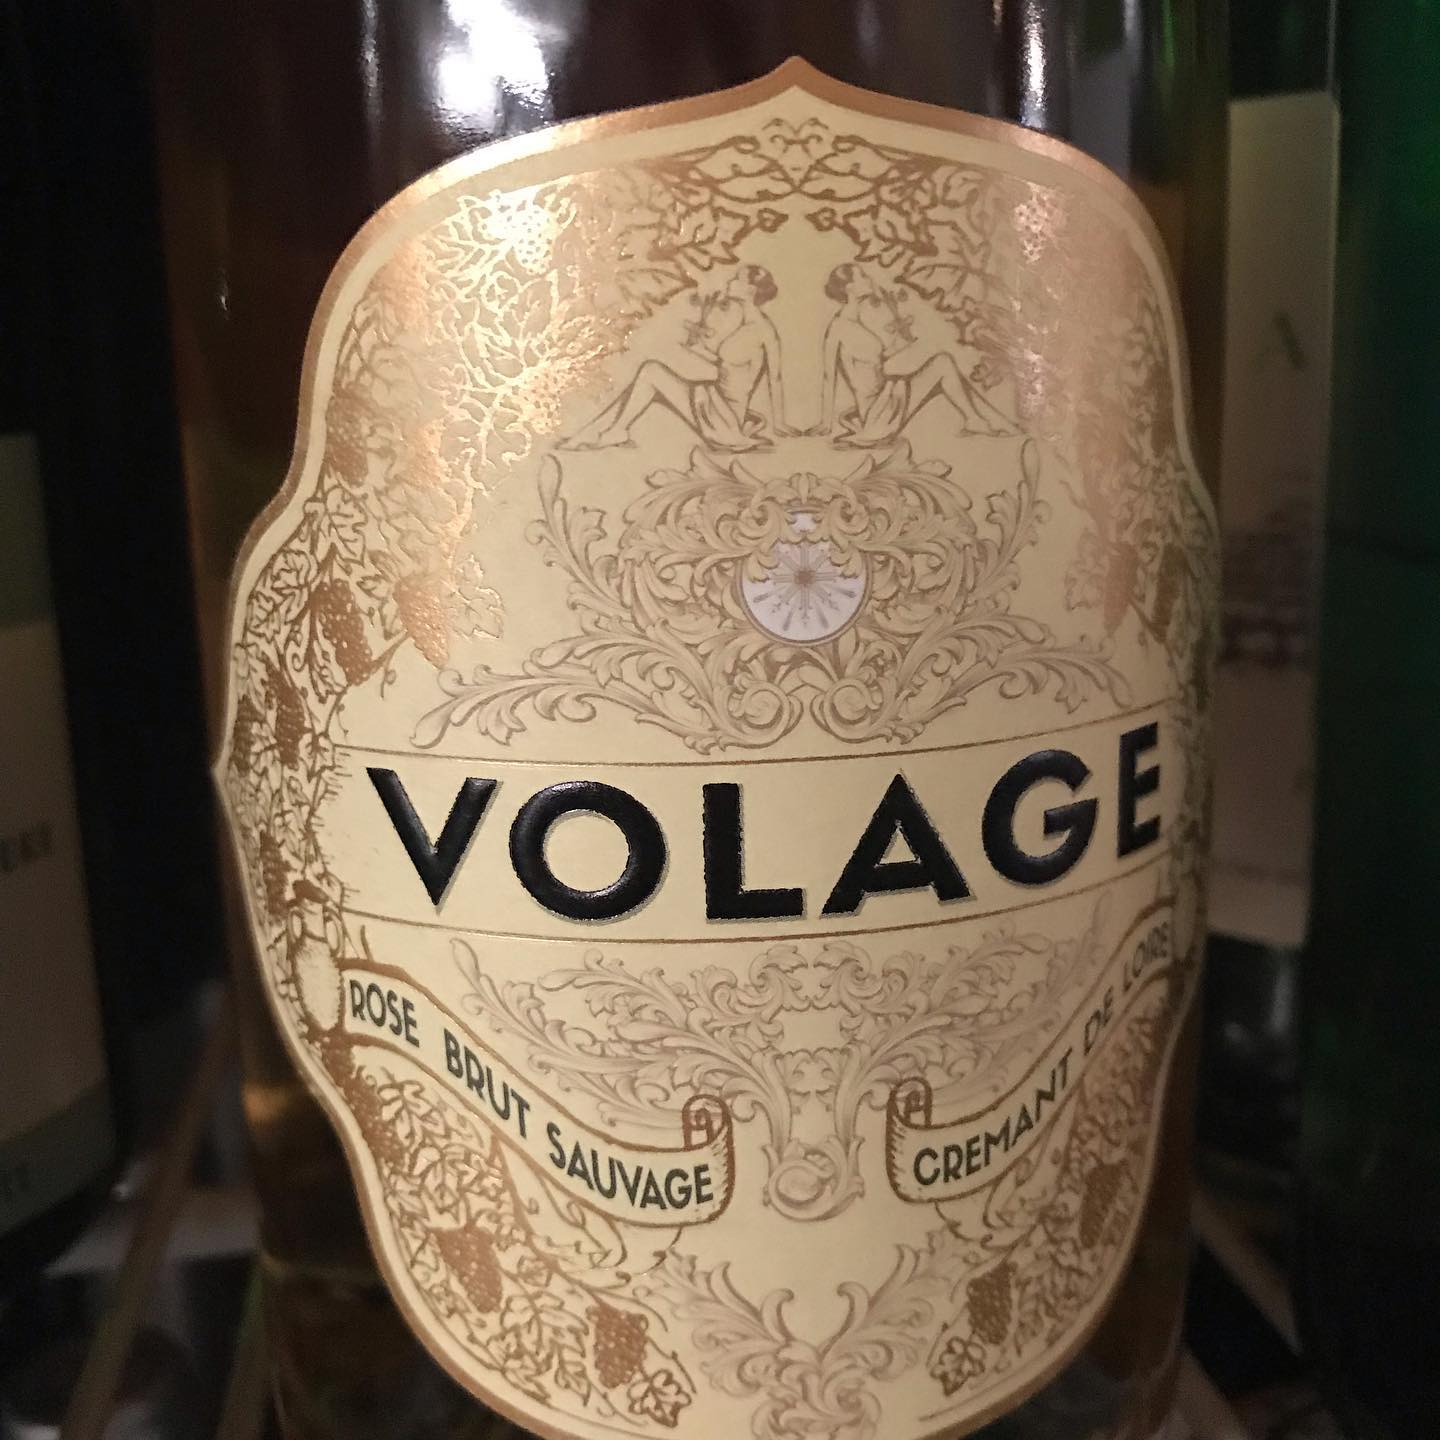 VOLAGE
ROSE BRUT SAUVAGE
CREMANT DE LOIRE